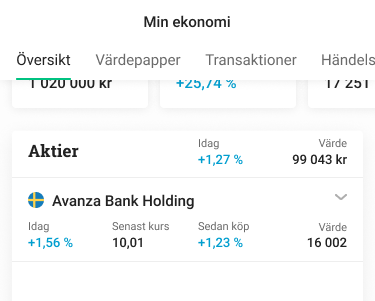 Min ekonomi
Översikt Värdepapper Transaktioner Händels
1 020 000 kr +25,74 % 17 251
Aktier
Idag Värde
+1,27 % 99 043 kr
Avanza Bank Holding
Idag Senast kurs Sedan köp Värde
+1,56 % 10,01 +1,23 % 16 002